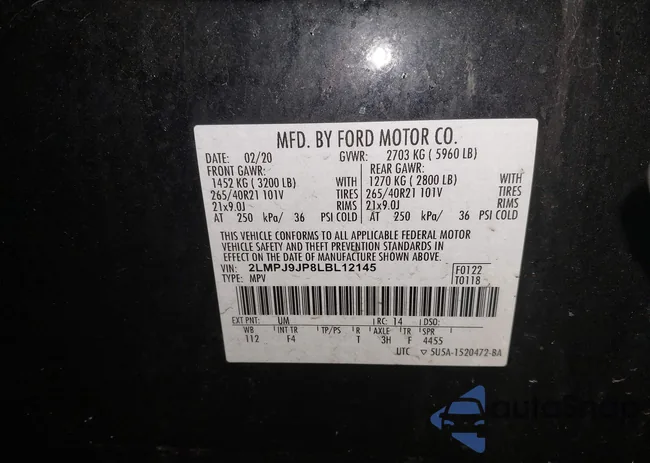 MFD. BY FORD MOTOR CO.
DATE: 02/20 GVWR: 2703 KG ( 5960 LB)
FRONT GAWR: REAR GAWR:
1452 KG ( 3200 LB) WITH 1270 KG ( 2800 LB) WITH
265/40R21 101V TIRES 265/40R21 101V TIRES
21x9.0J RIMS 21x9.0J RIMS
AT 250 kPa/ 36 PSI COLD AT 250 kPa/ 36 PSI COLD
THIS VEHICLE CONFORMS TO ALL APPLICABLE FEDERAL MOTOR
VEHICLE SAFETY AND THEFT PREVENTION STANDARDS IN
EFFECT ON THE DATE OF MANUFACTURE SHOWN ABOVE.
VIN: 2LMPJ9JP8LBL12145 F0122
TYPE: MPV T0118
EXT PNT: UM RC: 14 DSO:
WB INT TR TP/PS R AXLE TR SPR
112 F4 T 3H F 4455
UTC ▽ 5U5A-1520472-BA
autoSnap